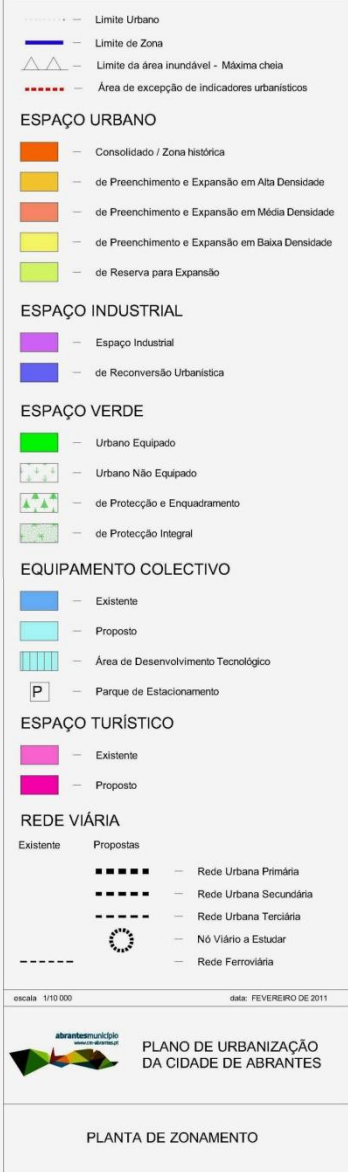 Limite Urbano
Limite de Zona
Limite da área inundável - Máxima cheia
Área de excepção de indicadores urbanísticos
ESPAÇO URBANO
Consolidado / Zona histórica
de Preenchimento e Expansão em Alta Densidade
de Preenchimento e Expansão em Média Densidade
de Preenchimento e Expansão em Baixa Densidade
de Reserva para Expansão
ESPAÇO INDUSTRIAL
Espaço Industrial
de Reconversão Urbanística
ESPAÇO VERDE
Urbano Equipado
Urbano Não Equipado
de Protecção e Enquadramento
de Protecção Integral
EQUIPAMENTO COLECTIVO
Existente
Proposto
Área de Desenvolvimento Tecnológico
P Parque de Estacionamento
ESPAÇO TURÍSTICO
Existente
Proposto
REDE VIÁRIA
Existente Propostas
Rede Urbana Primária
Rede Urbana Secundária
Rede Urbana Terciária
Nó Viário a Estudar
Rede Ferroviária
escala 1/10 000 data: FEVEREIRO DE 2011
abrantesmunicípio
www.cm-abrantes.pt
PLANO DE URBANIZAÇÃO
DA CIDADE DE ABRANTES
PLANTA DE ZONAMENTO